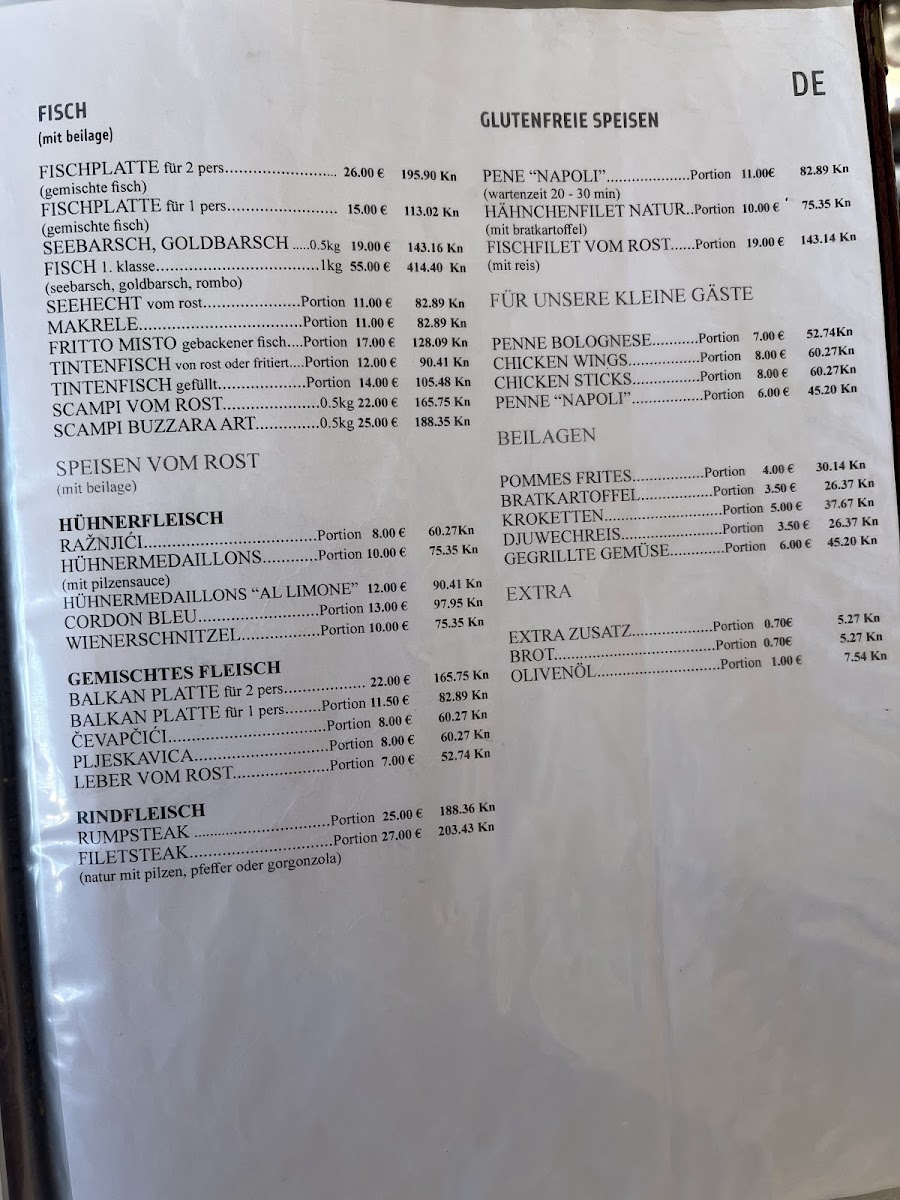 DE
FISCH
(mit beilage)
FISCHPLATTE für 2 pers............................ 26.00 € 195.90 Kn
(gemischte fisch)
FISCHPLATTE für 1 pers............................ 15.00 € 113.02 Kn
(gemischte fisch)
SEEBARSCH, GOLDBARSCH .....0.5kg 19.00 € 143.16 Kn
FISCH 1. klasse.......................................1kg 55.00 € 414.40 Kn
(seebarsch, goldbarsch, rombo)
SEEHECHT vom rost.......................Portion 11.00 € 82.89 Kn
MAKRELE......................................Portion 11.00 € 82.89 Kn
FRITTO MISTO gebackener fisch....Portion 17.00 € 128.09 Kn
TINTENFISCH von rost oder fritiert....Portion 12.00 € 90.41 Kn
TINTENFISCH gefüllt....................Portion 14.00 € 105.48 Kn
SCAMPI VOM ROST.......................0.5kg 22.00 € 165.75 Kn
SCAMPI BUZZARA ART...............0.5kg 25.00 € 188.35 Kn
SPEISEN VOM ROST
(mit beilage)
HÜHNERFLEISCH
RAŽNJIĆI........................................Portion 8.00 € 60.27Kn
HÜHNERMEDAILLONS.............Portion 10.00 € 75.35 Kn
(mit pilzensauce)
HÜHNERMEDAILLONS “AL LIMONE” 12.00 € 90.41 Kn
CORDON BLEU............................Portion 13.00 € 97.95 Kn
WIENERSCHNITZEL...................Portion 10.00 € 75.35 Kn
GEMISCHTES FLEISCH
BALKAN PLATTE für 2 pers................... 22.00 € 165.75 Kn
BALKAN PLATTE für 1 pers........Portion 11.50 € 82.89 Kn
ČEVAPČIĆI.....................................Portion 8.00 € 60.27 Kn
PLJESKAVICA...............................Portion 8.00 € 60.27 Kn
LEBER VOM ROST......................Portion 7.00 € 52.74 Kn
RINDFLEISCH
RUMPSTEAK ................................Portion 25.00 € 188.36 Kn
FILETSTEAK.................................Portion 27.00 € 203.43 Kn
(natur mit pilzen, pfeffer oder gorgonzola)
GLUTENFREIE SPEISEN
PENE “NAPOLI”....................Portion 11.00€ 82.89 Kn
(wartenzeit 20 - 30 min)
HÄHNCHENFILET NATUR..Portion 10.00 € 75.35 Kn
(mit bratkartoffel)
FISCHFILET VOM ROST......Portion 19.00 € 143.14 Kn
(mit reis)
FÜR UNSERE KLEINE GÄSTE
PENNE BOLOGNESE...........Portion 7.00 € 52.74Kn
CHICKEN WINGS.................Portion 8.00 € 60.27Kn
CHICKEN STICKS................Portion 8.00 € 60.27Kn
PENNE “NAPOLI”.................Portion 6.00 € 45.20 Kn
BEILAGEN
POMMES FRITES.................Portion 4.00 € 30.14 Kn
BRATKARTOFFEL.................Portion 3.50 € 26.37 Kn
KROKETTEN...........................Portion 5.00 € 37.67 Kn
DJUWECHREIS.......................Portion 3.50 € 26.37 Kn
GEGRILLTE GEMÜSE............Portion 6.00 € 45.20 Kn
EXTRA
EXTRA ZUSATZ...................Portion 0.70€ 5.27 Kn
BROT......................................Portion 0.70€ 5.27 Kn
OLIVENÖL.............................Portion 1.00 € 7.54 Kn